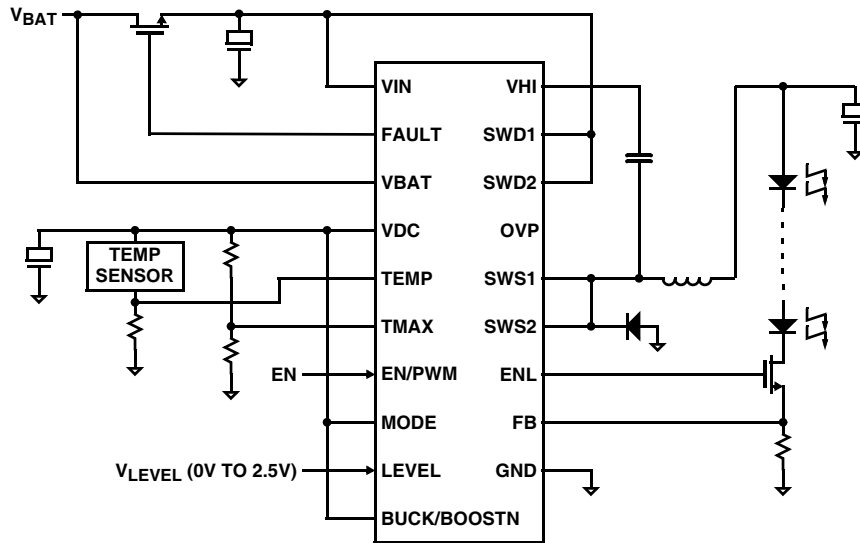 VBAT
VIN
VHI
FAULT
SWD1
VBAT
SWD2
VDC
OVP
TEMP
SENSOR
TEMP
SWS1
TMAX
SWS2
EN
EN/PWM
ENL
MODE
FB
VLEVEL (0V TO 2.5V)
LEVEL
GND
BUCK/BOOSTN